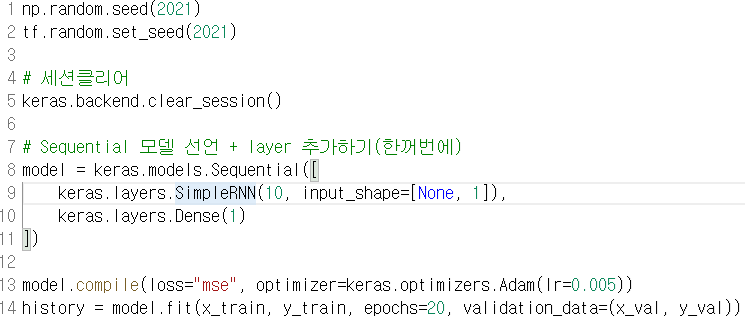 1 np.random.seed(2021)
2 tf.random.set_seed(2021)
3
4 # 세션클리어
5 keras.backend.clear_session()
6
7 # Sequential 모델 선언 + layer 추가하기(한꺼번에)
8 model = keras.models.Sequential([
9     keras.layers.SimpleRNN(10, input_shape=[None, 1]),
10     keras.layers.Dense(1)
11 ])
12
13 model.compile(loss="mse", optimizer=keras.optimizers.Adam(lr=0.005))
14 history = model.fit(x_train, y_train, epochs=20, validation_data=(x_val, y_val))